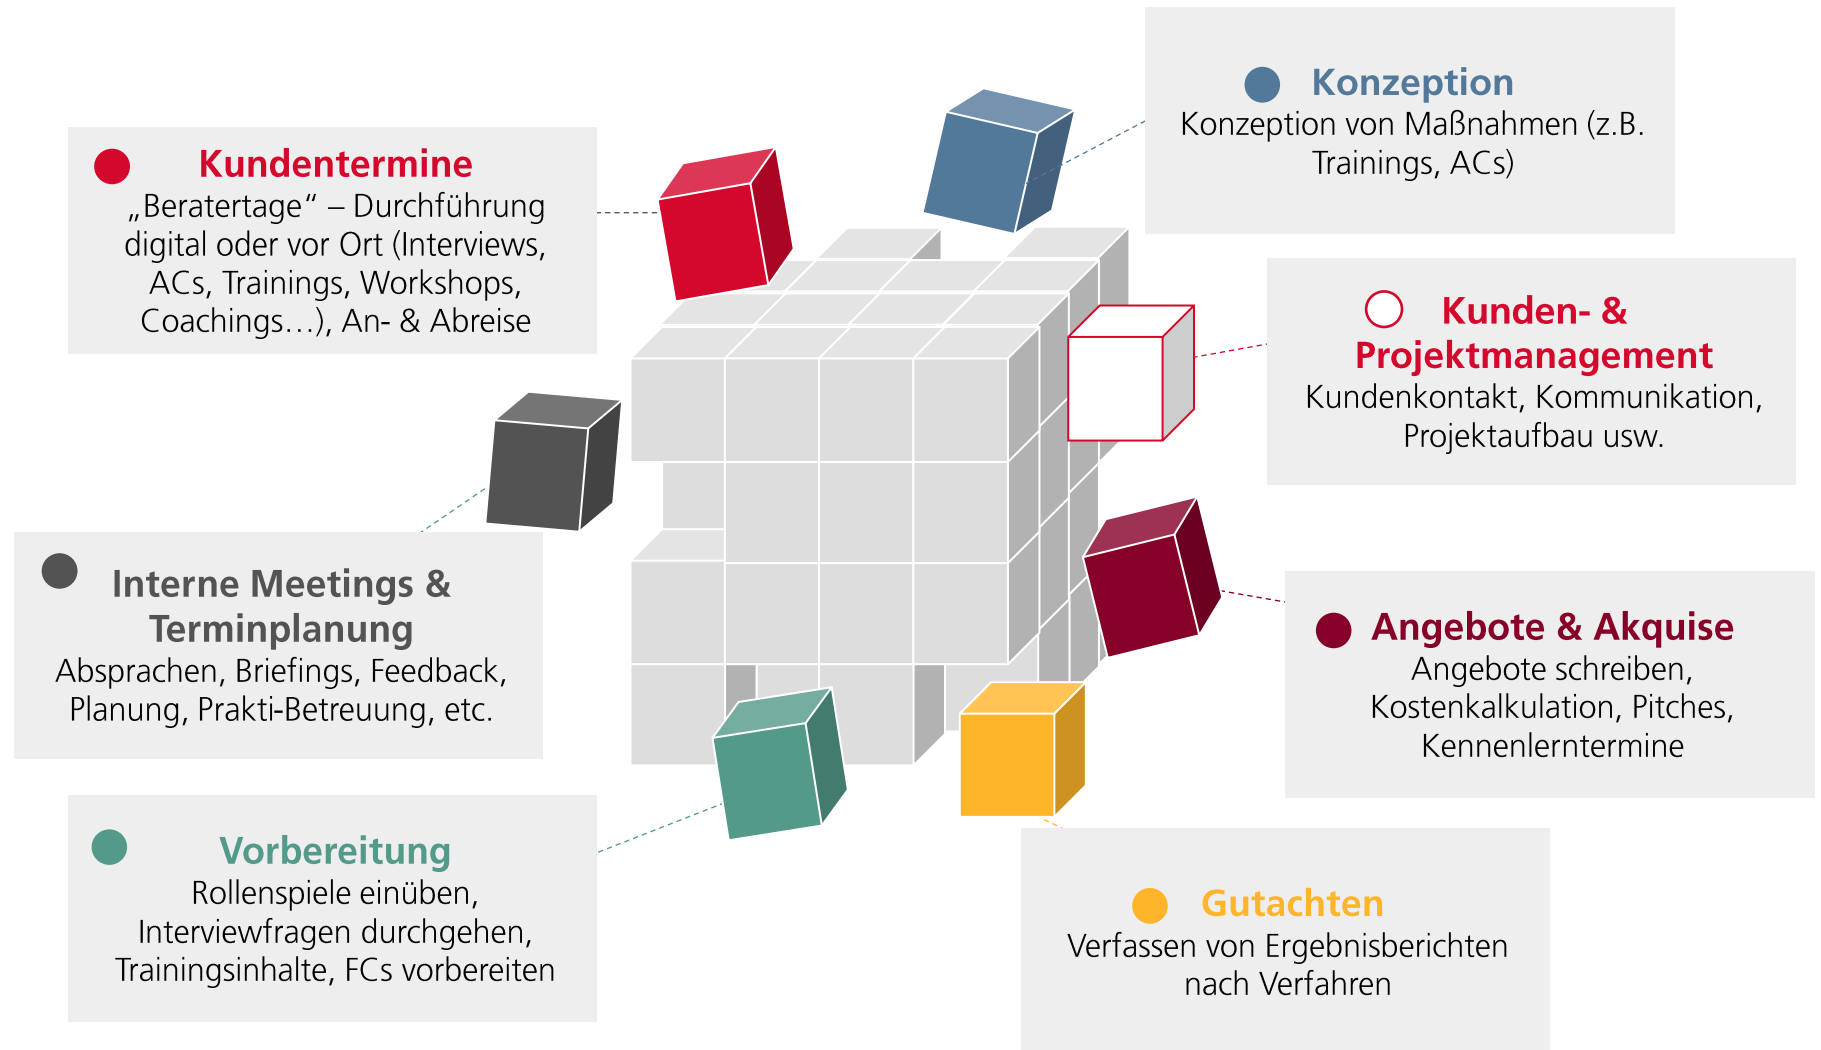 Konzeption
Konzeption von Maßnahmen (z.B.
Trainings, ACs)
Kundentermine
„Beratertage“ – Durchführung
digital oder vor Ort (Interviews,
ACs, Trainings, Workshops,
Coachings…), An- & Abreise
Kunden- &
Projektmanagement
Kundenkontakt, Kommunikation,
Projektaufbau usw.
Interne Meetings &
Terminplanung
Absprachen, Briefings, Feedback,
Planung, Prakti-Betreuung, etc.
Angebote & Akquise
Angebote schreiben,
Kostenkalkulation, Pitches,
Kennenlerntermine
Vorbereitung
Rollenspiele einüben,
Interviewfragen durchgehen,
Trainingsinhalte, FCs vorbereiten
Gutachten
Verfassen von Ergebnisberichten
nach Verfahren